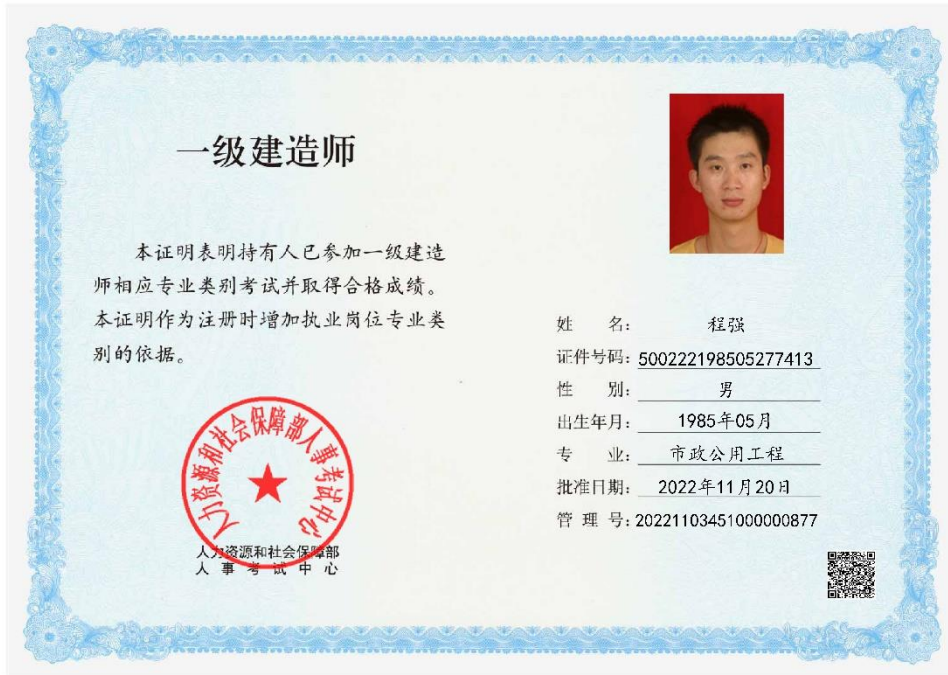 一级建造师
本证明表明持有人已参加一级建造
师相应专业类别考试并取得合格成绩。
本证明作为注册时增加执业岗位专业类
别的依据。
人力资源和社会保障部人事考试中心
人力资源和社会保障部
人事考试中心
姓 名: 程强
证件号码: 500222198505277413
性 别: 男
出生年月: 1985年05月
专 业: 市政公用工程
批准日期: 2022年11月20日
管 理 号: 20221103451000000877